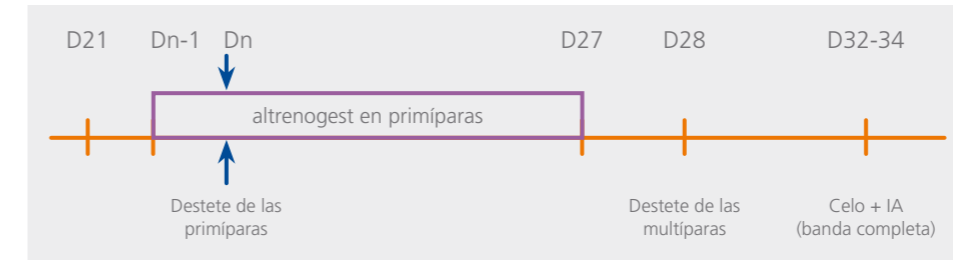 D21 Dn-1 Dn D27 D28 D32-34
altrenogest en primíparas
Destete de las
primíparas
Destete de las
multíparas
Celo + IA
(banda completa)